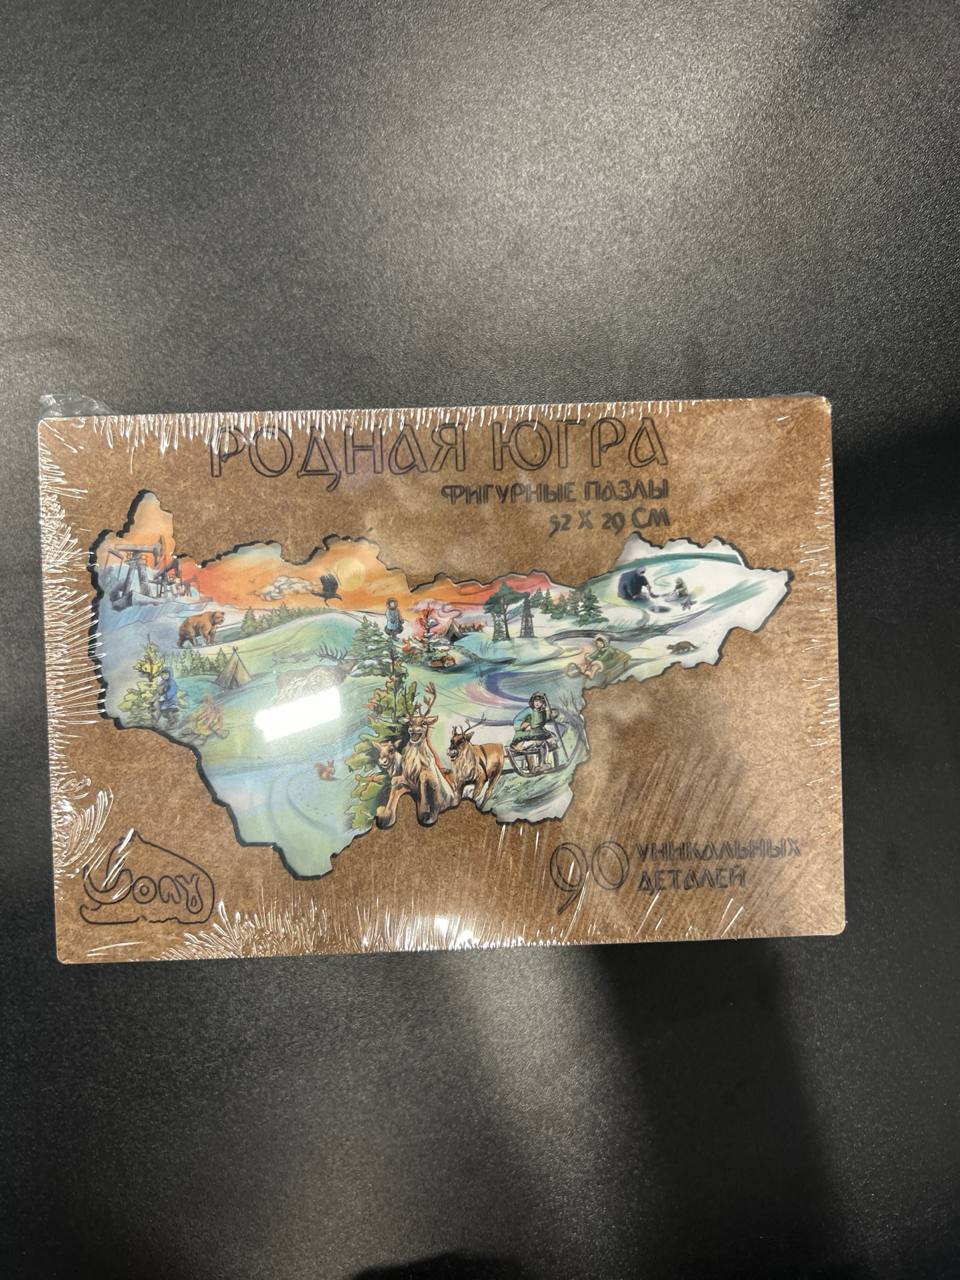 РОДНАЯ ЮГРА
ФИГУРНЫЕ ПАЗЛЫ
52 X 29 СМ
90 УНИКАЛЬНЫХ
ДЕТАЛЕЙ